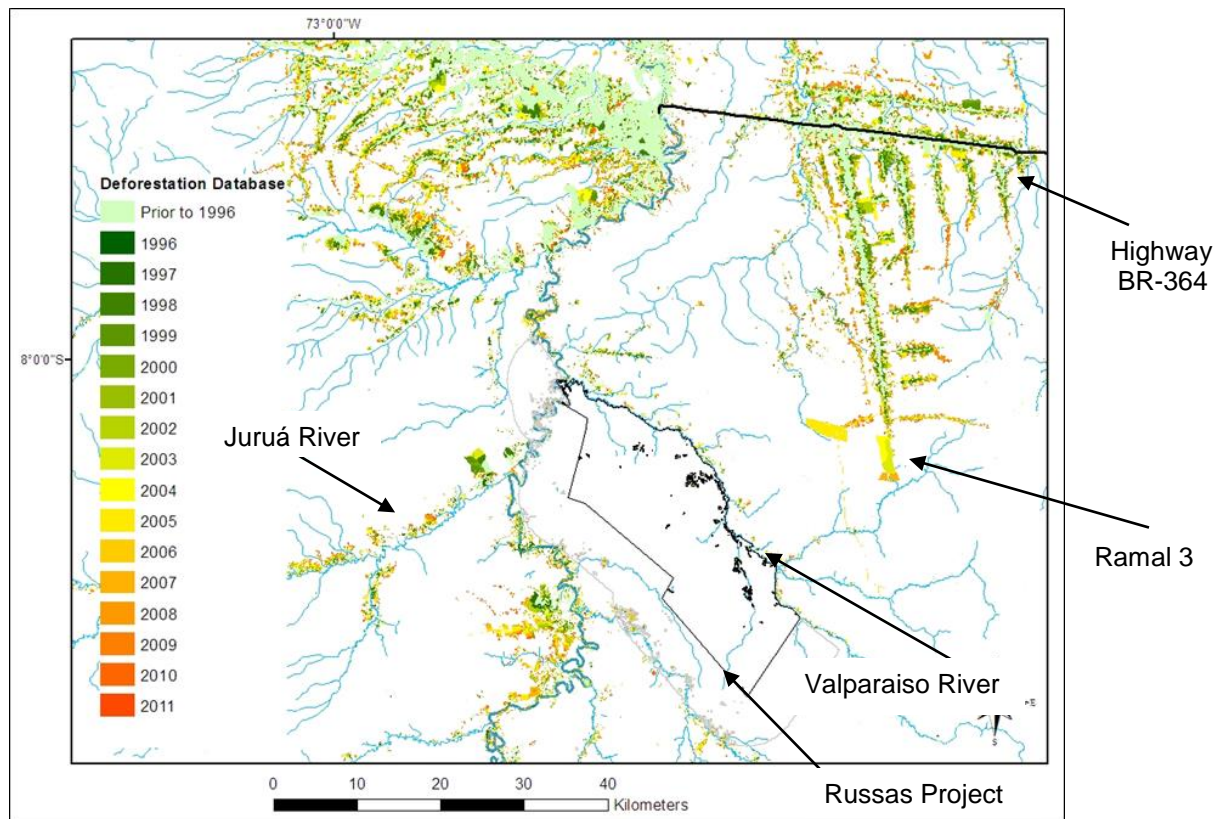 73°0'0"W
8°0'0"S
Deforestation Database
Prior to 1996
1996
1997
1998
1999
2000
2001
2002
2003
2004
2005
2006
2007
2008
2009
2010
2011
Juruá River
Highway
BR-364
Ramal 3
Valparaiso River
Russas Project
E
S
0 10 20 30 40
Kilometers